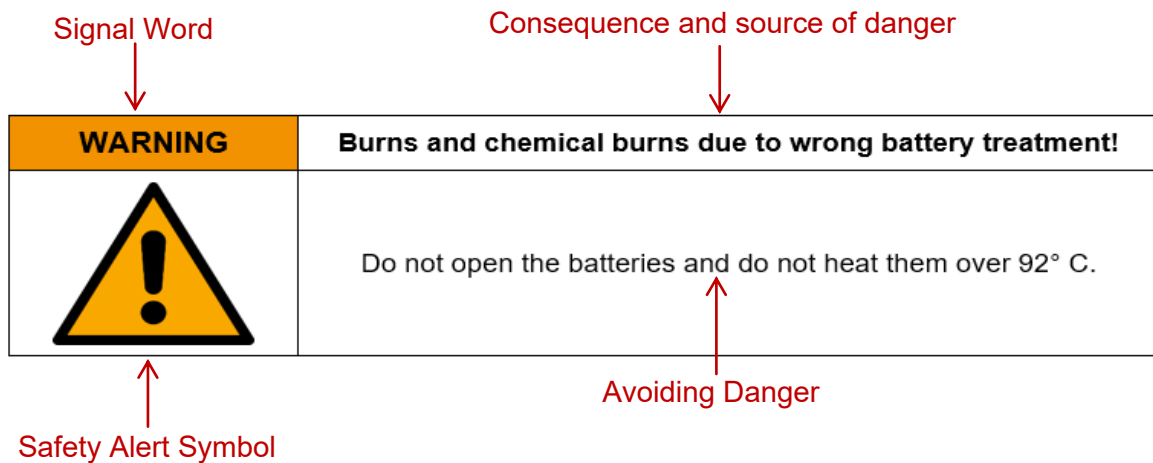 Signal Word
Consequence and source of danger
WARNING
Burns and chemical burns due to wrong battery treatment!
Do not open the batteries and do not heat them over 92° C.
Avoiding Danger
Safety Alert Symbol